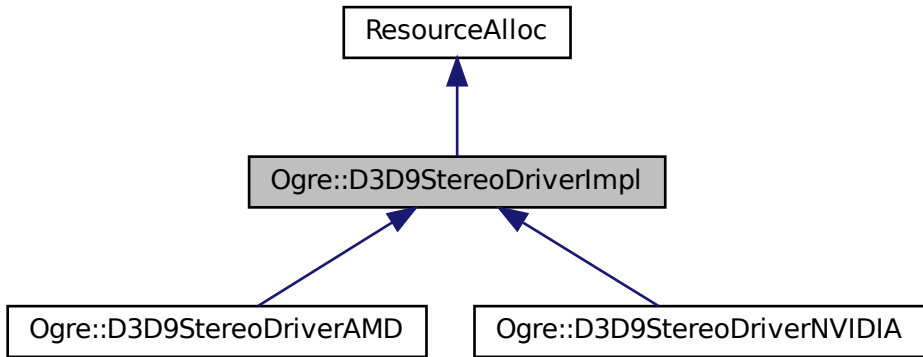 ResourceAlloc
Ogre::D3D9StereoDriverImpl
Ogre::D3D9StereoDriverAMD
Ogre::D3D9StereoDriverNVIDIA